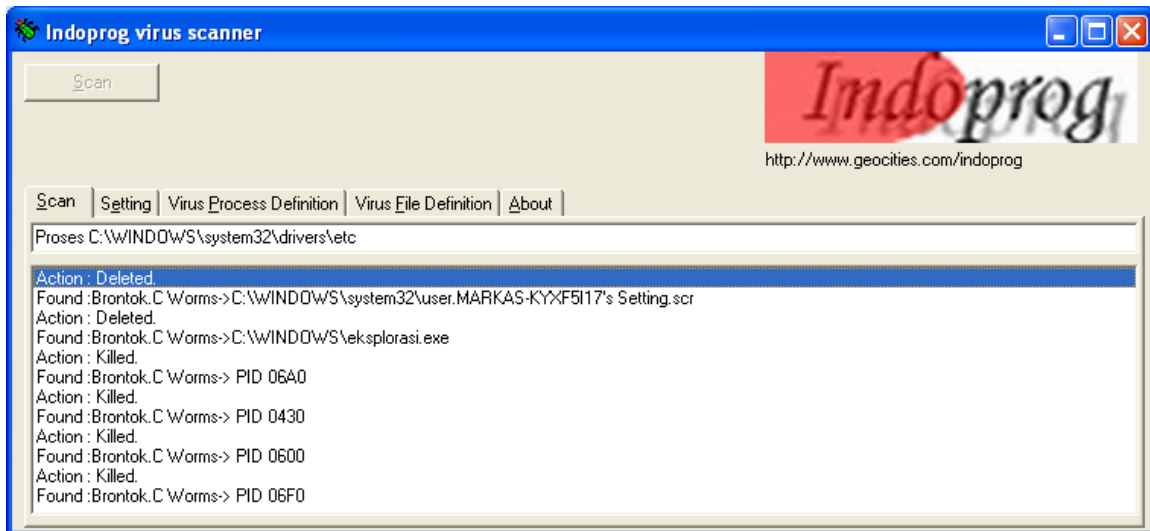 Indoprog virus scanner
Scan
Indoprog
http://www.geocities.com/indoprog
Scan Setting Virus Process Definition Virus File Definition About
Proses C:\WINDOWS\system32\drivers\etc
Action : Deleted.
Found :Brontok.C Worms->C:\WINDOWS\system32\user.MARKAS-KYXF5I17's Setting.scr
Action : Deleted.
Found :Brontok.C Worms->C:\WINDOWS\eksplorasi.exe
Action : Killed.
Found :Brontok.C Worms-> PID 06A0
Action : Killed.
Found :Brontok.C Worms-> PID 0430
Action : Killed.
Found :Brontok.C Worms-> PID 0600
Action : Killed.
Found :Brontok.C Worms-> PID 06F0